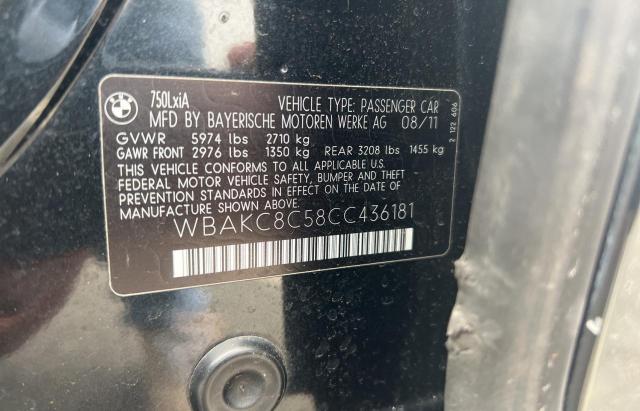 BMW
750LxiA VEHICLE TYPE: PASSENGER CAR
MFD BY BAYERISCHE MOTOREN WERKE AG 08/11
GVWR 5974 lbs 2710 kg
GAWR FRONT 2976 lbs 1350 kg REAR 3208 lbs 1455 kg
THIS VEHICLE CONFORMS TO ALL APPLICABLE U.S.
FEDERAL MOTOR VEHICLE SAFETY, BUMPER AND THEFT
PREVENTION STANDARDS IN EFFECT ON THE DATE OF
MANUFACTURE SHOWN ABOVE.
WBAKC8C58CC436181
2 122 606